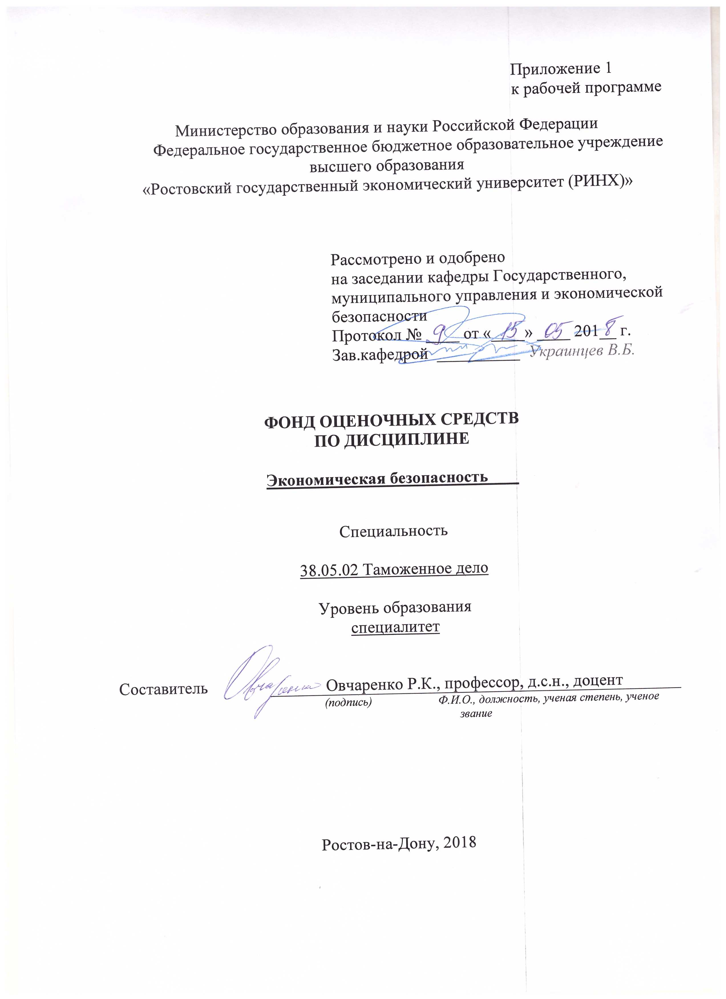 Приложение 1
к рабочей программе
Министерство образования и науки Российской Федерации
Федеральное государственное бюджетное образовательное учреждение
высшего образования
«Ростовский государственный экономический университет (РИНХ)»
Рассмотрено и одобрено
на заседании кафедры Государственного,
муниципального управления и экономической
безопасности
Протокол № 9 от «15» 05 2018 г.
Зав.кафедрой Украинцев В.Б.
ФОНД ОЦЕНОЧНЫХ СРЕДСТВ
ПО ДИСЦИПЛИНЕ
Экономическая безопасность
Специальность
38.05.02 Таможенное дело
Уровень образования
специалитет
Составитель Овчаренко Овчаренко Р.К., профессор, д.с.н., доцент
(подпись) Ф.И.О., должность, ученая степень, ученое
звание
Ростов-на-Дону, 2018